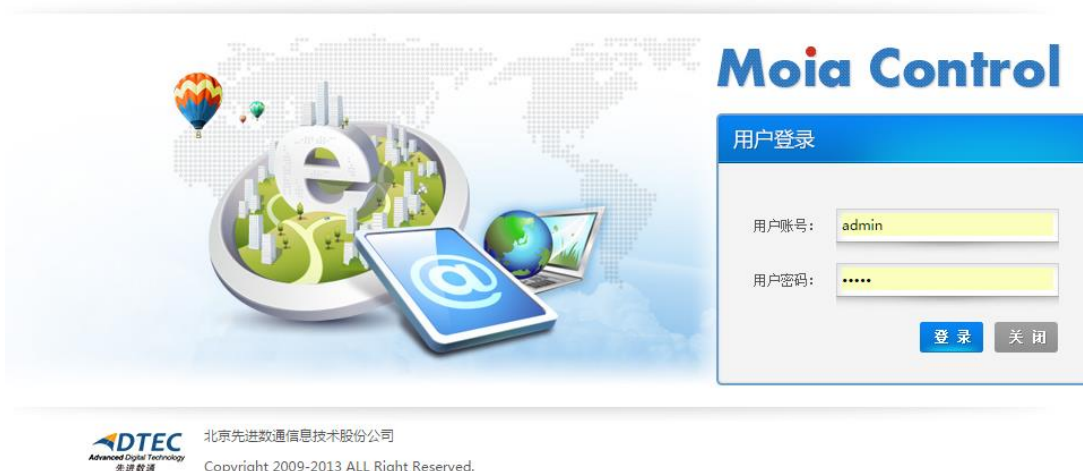 Moia Control
用户登录
用户账号：
admin
用户密码：
•••••
登 录
关 闭
e
@
ADTEC
Advanced Digital Technology
先进数通
北京先进数通信息技术股份公司
Copyright 2009-2013 ALL Right Reserved.